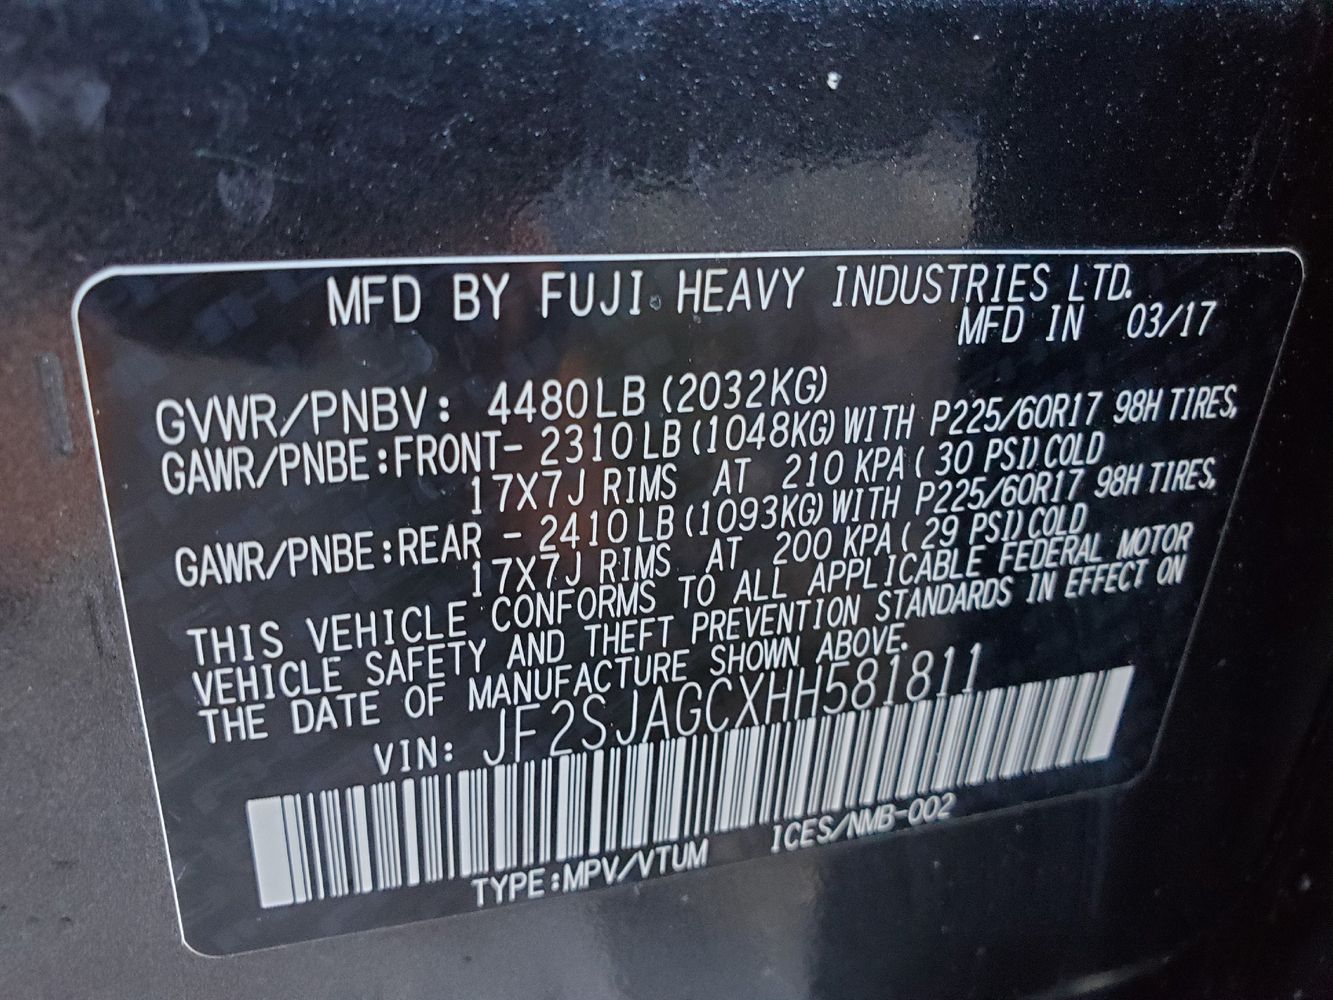 MFD BY FUJI HEAVY INDUSTRIES LTD.
MFD IN 03/17
GVWR/PNBV: 4480LB (2032KG)
GAWR/PNBE:FRONT- 2310LB(1048KG)WITH P225/60R17 98H TIRES,
17X7J RIMS AT 210 KPA( 30 PSI)COLD
GAWR/PNBE:REAR - 2410LB(1093KG)WITH P225/60R17 98H TIRES,
17X7J RIMS AT 200 KPA( 29 PSI)COLD
THIS VEHICLE CONFORMS TO ALL APPLICABLE FEDERAL MOTOR
VEHICLE SAFETY AND THEFT PREVENTION STANDARDS IN EFFECT ON
THE DATE OF MANUFACTURE SHOWN ABOVE.
VIN: JF2SJAGCXHH581811
TYPE:MPV/VTUM ICES/NMB-002